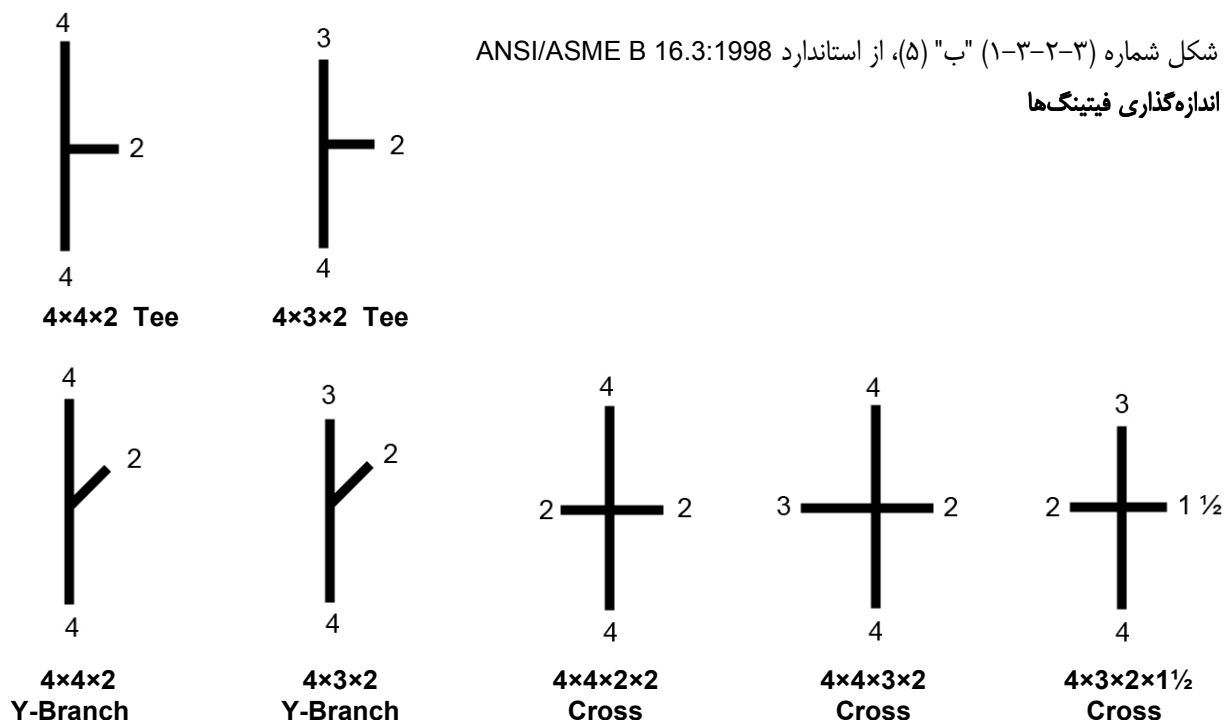 شکل شماره (۳-۲-۳-۱) "ب" (۵)، از استاندارد ANSI/ASME B 16.3:1998
اندازه‌گذاری فیتینگ‌ها
4
2
4
4×4×2 Tee
3
2
4
4×3×2 Tee
4
2
4
4×4×2
Y-Branch
3
2
4
4×3×2
Y-Branch
4
2 2
4
4×4×2×2
Cross
4
3 2
4
4×4×3×2
Cross
3
2 1 ½
4
4×3×2×1½
Cross